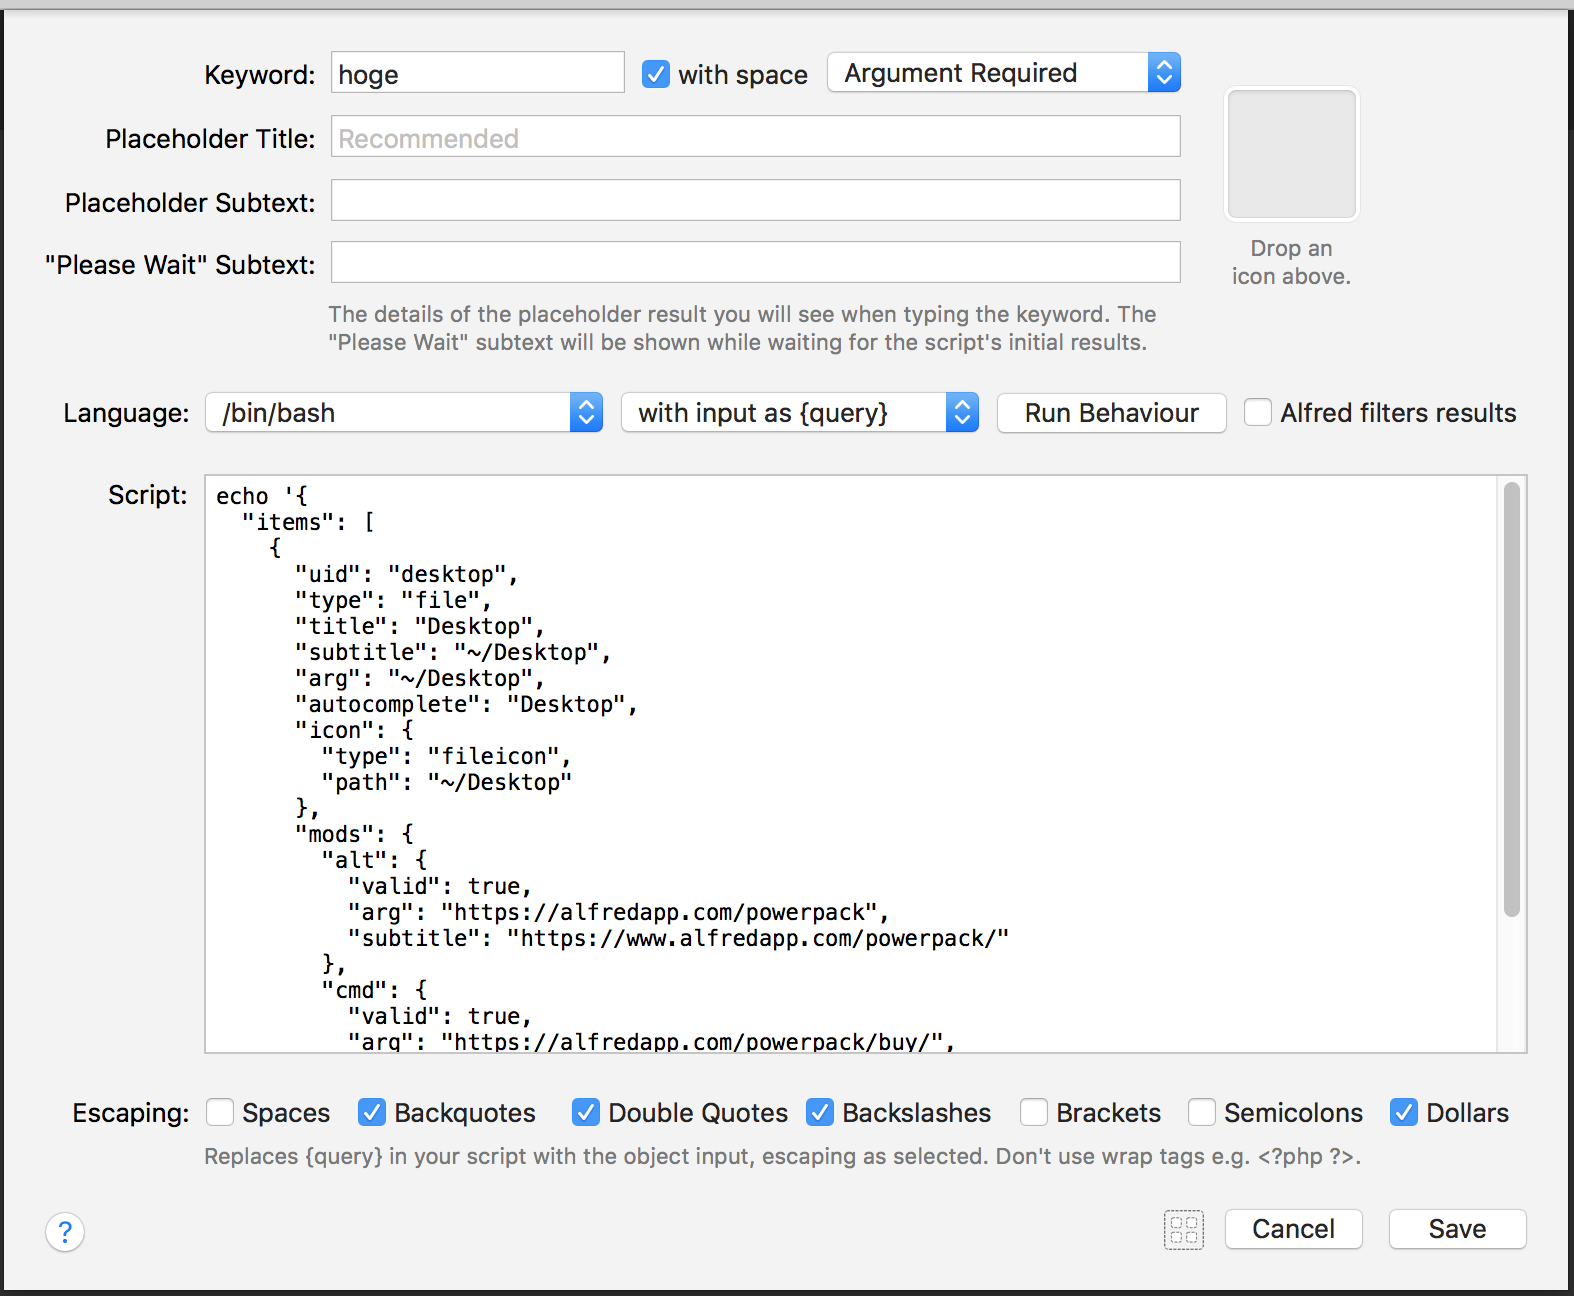 Keyword: hoge with space Argument Required
Placeholder Title: Recommended
Placeholder Subtext:
"Please Wait" Subtext:
Drop an
icon above.
The details of the placeholder result you will see when typing the keyword. The
"Please Wait" subtext will be shown while waiting for the script's initial results.
Language: /bin/bash with input as {query} Run Behaviour Alfred filters results
Script:
echo '{
  "items": [
    {
      "uid": "desktop",
      "type": "file",
      "title": "Desktop",
      "subtitle": "~/Desktop",
      "arg": "~/Desktop",
      "autocomplete": "Desktop",
      "icon": {
        "type": "fileicon",
        "path": "~/Desktop"
      },
      "mods": {
        "alt": {
          "valid": true,
          "arg": "https://alfredapp.com/powerpack",
          "subtitle": "https://www.alfredapp.com/powerpack/"
        },
        "cmd": {
          "valid": true,
          "arg": "https://alfredapp.com/powerpack/buy/",
Escaping: Spaces Backquotes Double Quotes Backslashes Brackets Semicolons Dollars
Replaces {query} in your script with the object input, escaping as selected. Don't use wrap tags e.g. <?php ?>.
? Cancel Save